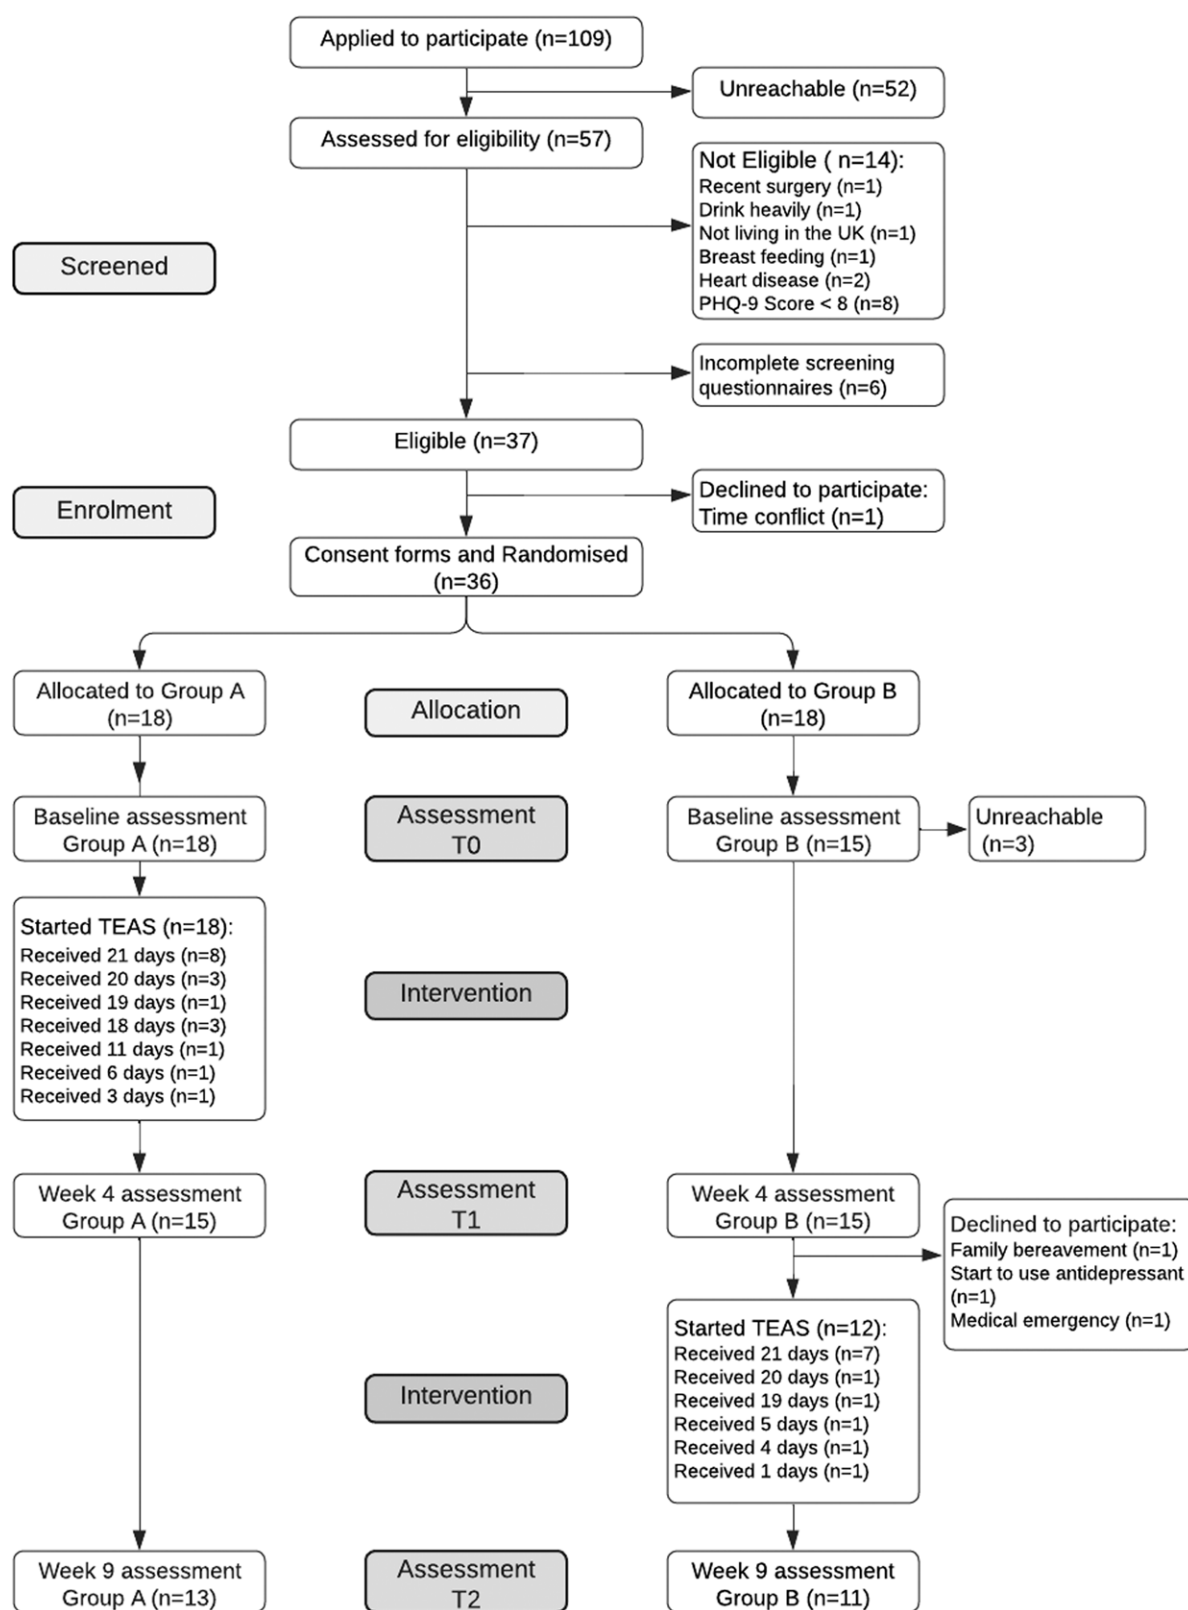 Applied to participate (n=109)
Unreachable (n=52)
Assessed for eligibility (n=57)
Not Eligible ( n=14):
Recent surgery (n=1)
Drink heavily (n=1)
Not living in the UK (n=1)
Breast feeding (n=1)
Heart disease (n=2)
PHQ-9 Score < 8 (n=8)
Screened
Incomplete screening
questionnaires (n=6)
Eligible (n=37)
Enrolment
Declined to participate:
Time conflict (n=1)
Consent forms and Randomised
(n=36)
Allocated to Group A
(n=18)
Allocation
Allocated to Group B
(n=18)
Baseline assessment
Group A (n=18)
Assessment
T0
Baseline assessment
Group B (n=15)
Unreachable
(n=3)
Started TEAS (n=18):
Received 21 days (n=8)
Received 20 days (n=3)
Received 19 days (n=1)
Received 18 days (n=3)
Received 11 days (n=1)
Received 6 days (n=1)
Received 3 days (n=1)
Intervention
Week 4 assessment
Group A (n=15)
Assessment
T1
Week 4 assessment
Group B (n=15)
Declined to participate:
Family bereavement (n=1)
Start to use antidepressant
(n=1)
Medical emergency (n=1)
Started TEAS (n=12):
Received 21 days (n=7)
Received 20 days (n=1)
Received 19 days (n=1)
Received 5 days (n=1)
Received 4 days (n=1)
Received 1 days (n=1)
Intervention
Week 9 assessment
Group A (n=13)
Assessment
T2
Week 9 assessment
Group B (n=11)